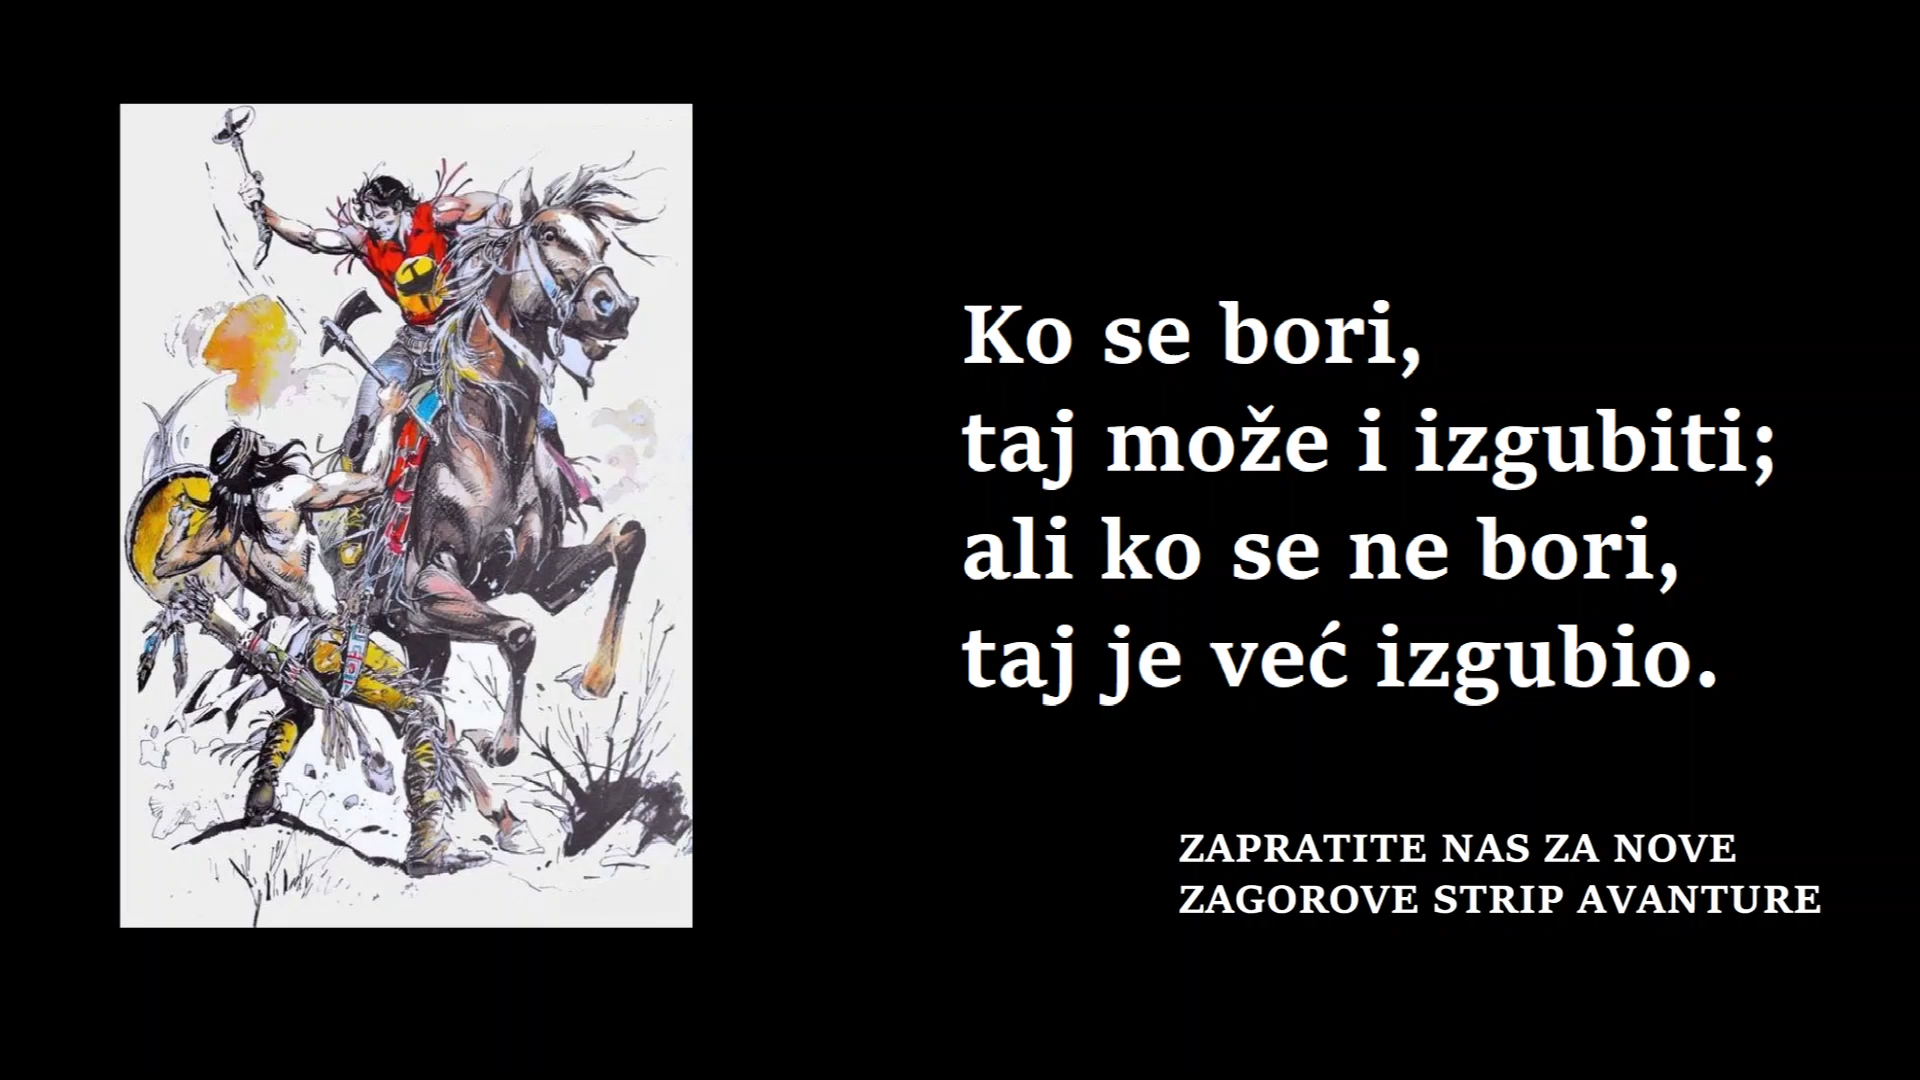 Ko se bori,
taj može i izgubiti;
ali ko se ne bori,
taj je već izgubio.
ZAPRATITE NAS ZA NOVE
ZAGOROVE STRIP AVANTURE